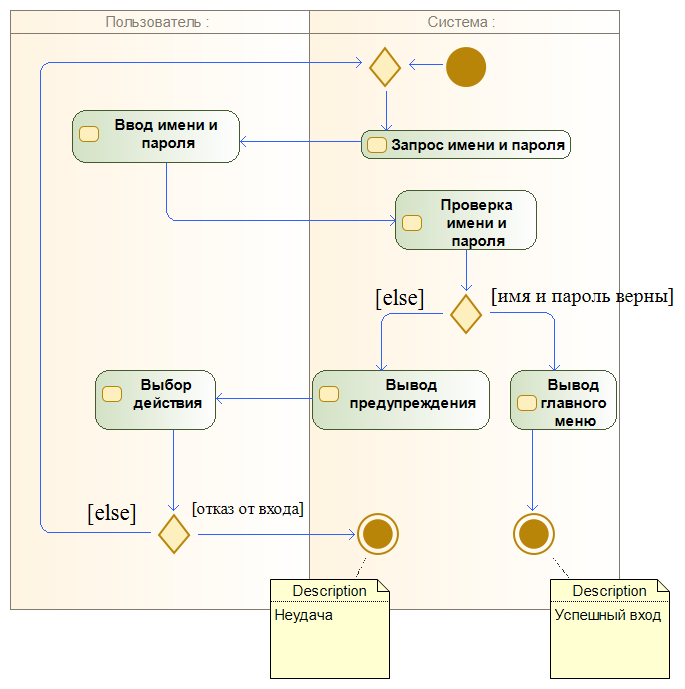 Пользователь :
Система :
Ввод имени и
пароля
Запрос имени и пароля
Проверка
имени и
пароля
[else]
[имя и пароль верны]
Выбор
действия
Вывод
предупреждения
Вывод
главного
меню
[else]
[отказ от входа]
Description
Неудача
Description
Успешный вход